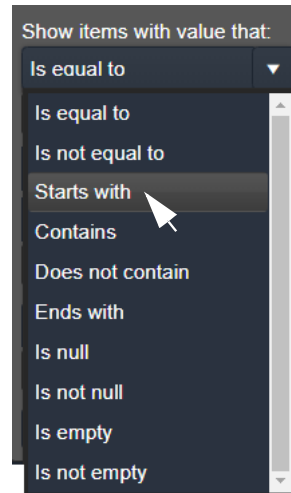 Show items with value that:
Is equal to
Is equal to
Is not equal to
Starts with
Contains
Does not contain
Ends with
Is null
Is not null
Is empty
Is not empty